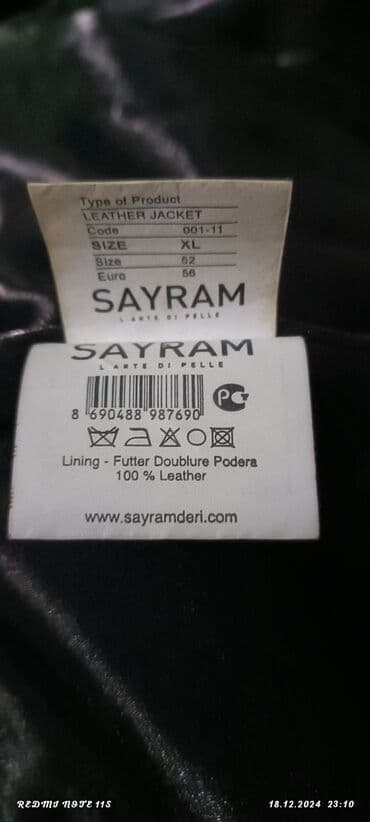 Type of Product
LEATHER JACKET
Code 001-11
SIZE XL
Size 52
Euro 56
SAYRAM
L'ARTE DI PELLE
SAYRAM
L'ARTE DI PELLE
8 690488 987690
Lining - Futter Doublure Podera
100 % Leather
www.sayramderi.com
REDMI NOTE 11S
18.12.2024 23:10